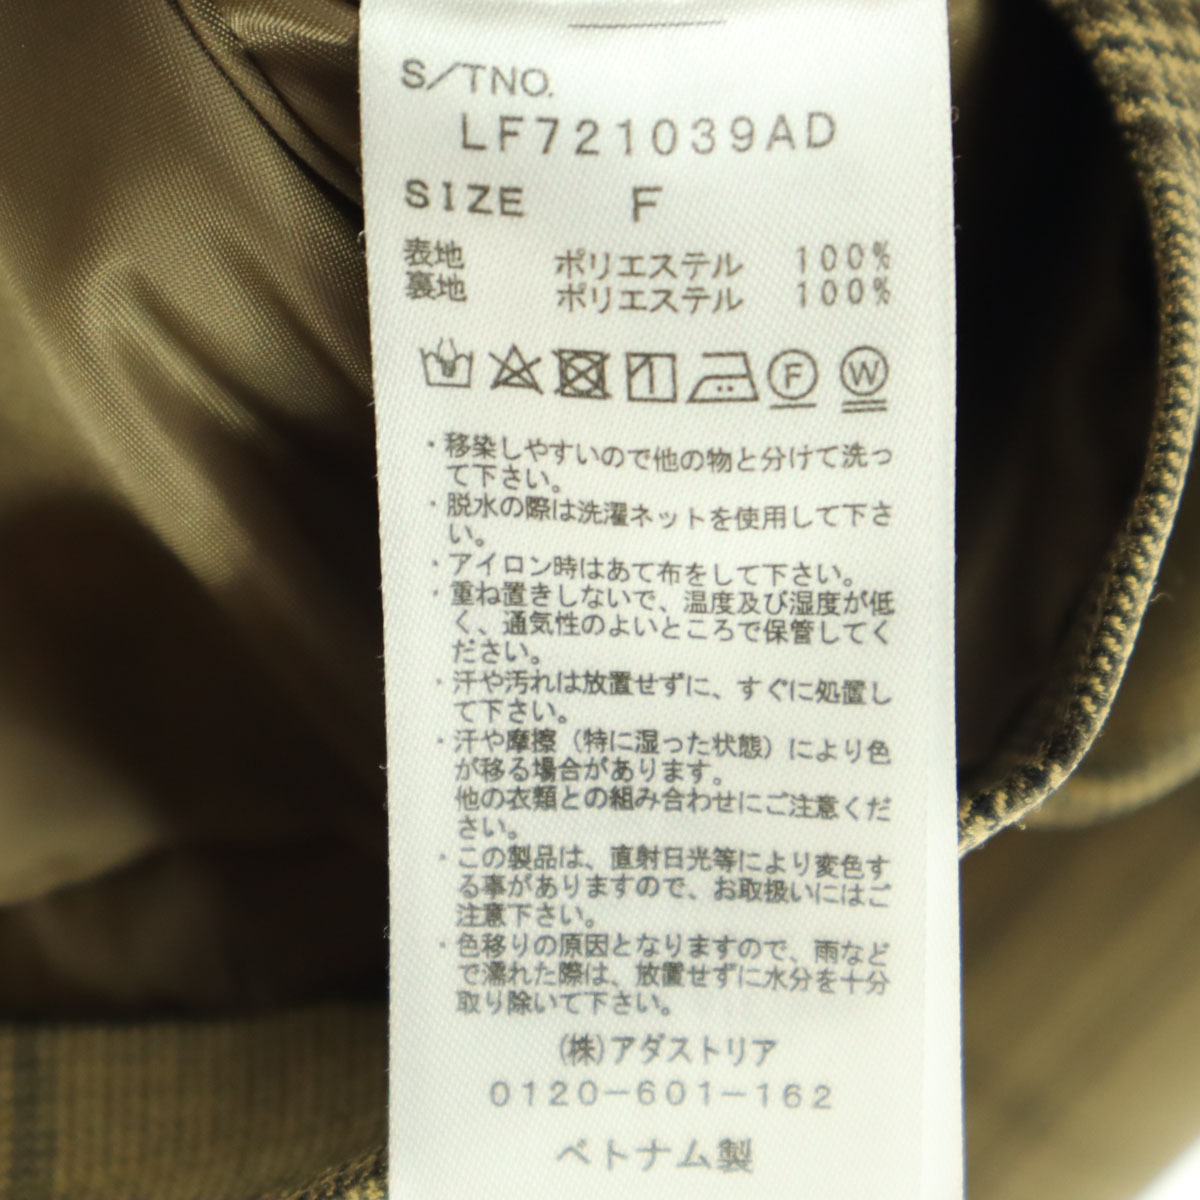 S/TNO.
LF721039AD
SIZE F
表地 ポリエステル 100%
裏地 ポリエステル 100%
F W
・移染しやすいので他の物と分けて洗っ
て下さい。
・脱水の際は洗濯ネットを使用して下さ
い。
・アイロン時はあて布をして下さい。
・重ね置きしないで、温度及び湿度が低
く、通気性のよいところで保管してく
ださい。
・汗や汚れは放置せずに、すぐに処置し
て下さい。
・汗や摩擦（特に湿った状態）により色
が移る場合があります。
他の衣類との組み合わせにご注意くだ
さい。
・この製品は、直射日光等により変色す
る事がありますので、お取扱いにはご
注意下さい。
・色移りの原因となりますので、雨など
で濡れた際は、放置せずに水分を十分
取り除いて下さい。
(株)アダストリア
0120-601-162
ベトナム製